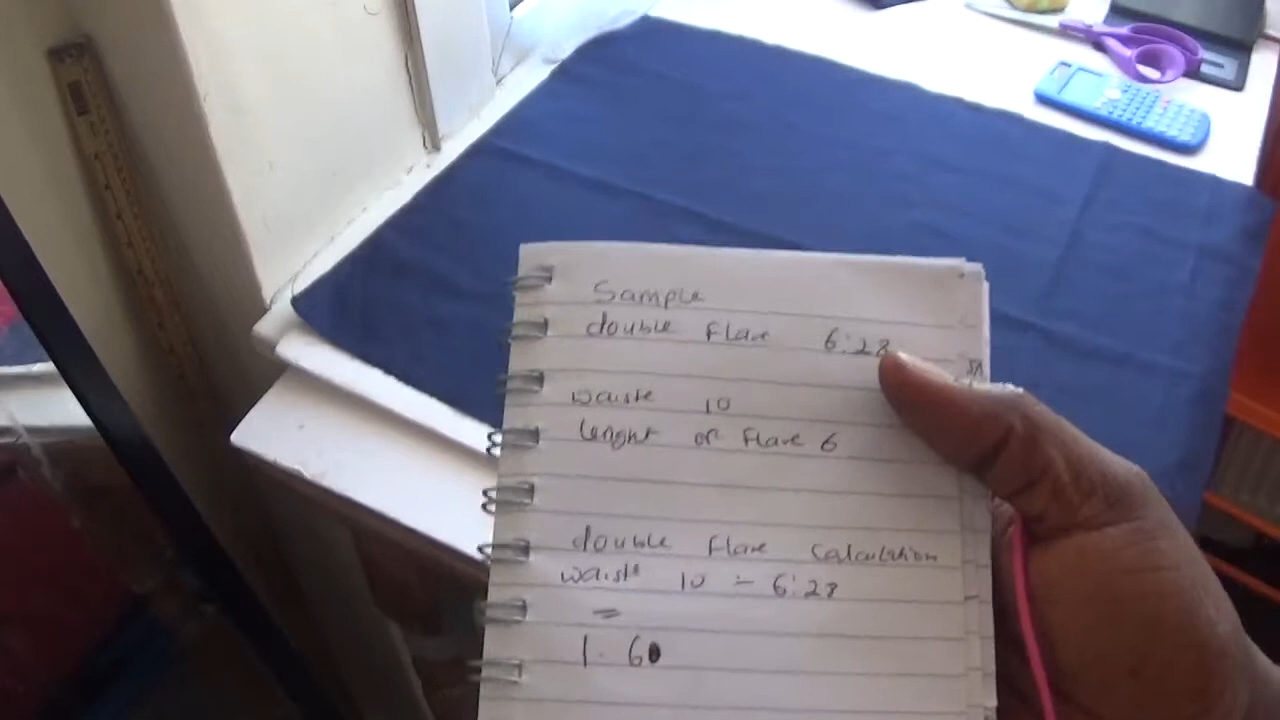 Sample
double Flare 6:28
waiste 10
lenght of Flare 6
double Flare Calculation
waiste 10 ÷ 6:28
=
1.60